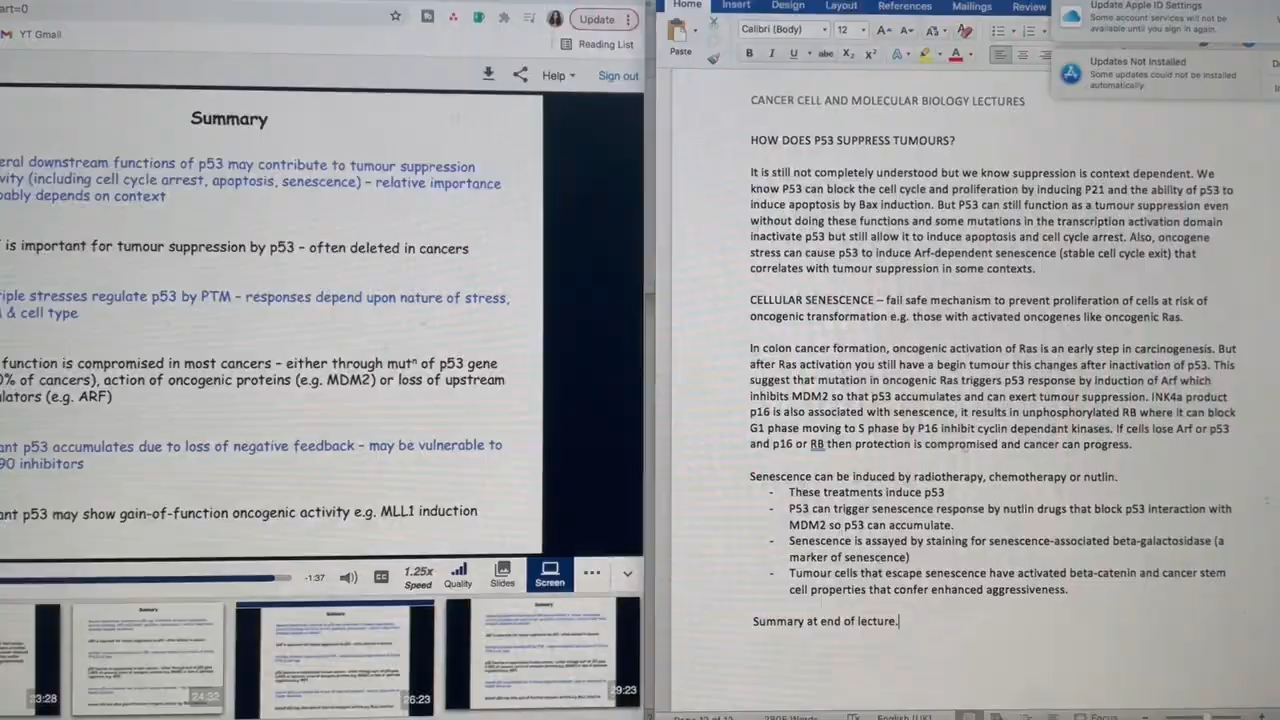 art=0
Update
YT Gmail
Reading List
Help
Sign out
Summary
eral downstream functions of p53 may contribute to tumour suppression
vity (including cell cycle arrest, apoptosis, senescence) – relative importance
bably depends on context
is important for tumour suppression by p53 – often deleted in cancers
iple stresses regulate p53 by PTM – responses depend upon nature of stress,
& cell type
function is compromised in most cancers – either through mutⁿ of p53 gene
0% of cancers), action of oncogenic proteins (e.g. MDM2) or loss of upstream
lators (e.g. ARF)
ant p53 accumulates due to loss of negative feedback – may be vulnerable to
90 inhibitors
ant p53 may show gain-of-function oncogenic activity e.g. MLL1 induction
-1:37
CC
1.25x
Speed
Quality
Slides
Screen
Summary
Summary
Summary
23:28
24:32
26:23
29:23
Home
Insert
Design
Layout
References
Mailings
Review
Update Apple ID Settings
Some account services will not be
available until you sign in again.
Paste
Calibri (Body)
12
B I U abc X₂ X²
Updates Not Installed
Some updates could not be installed
automatically.
CANCER CELL AND MOLECULAR BIOLOGY LECTURES
HOW DOES P53 SUPPRESS TUMOURS?
It is still not completely understood but we know suppression is context dependent. We
know P53 can block the cell cycle and proliferation by inducing P21 and the ability of p53 to
induce apoptosis by Bax induction. But P53 can still function as a tumour suppression even
without doing these functions and some mutations in the transcription activation domain
inactivate p53 but still allow it to induce apoptosis and cell cycle arrest. Also, oncogene
stress can cause p53 to induce Arf-dependent senescence (stable cell cycle exit) that
correlates with tumour suppression in some contexts.
CELLULAR SENESCENCE – fail safe mechanism to prevent proliferation of cells at risk of
oncogenic transformation e.g. those with activated oncogenes like oncogenic Ras.
In colon cancer formation, oncogenic activation of Ras is an early step in carcinogenesis. But
after Ras activation you still have a begin tumour this changes after inactivation of p53. This
suggest that mutation in oncogenic Ras triggers p53 response by induction of Arf which
inhibits MDM2 so that p53 accumulates and can exert tumour suppression. INK4a product
p16 is also associated with senescence, it results in unphosphorylated RB where it can block
G1 phase moving to S phase by P16 inhibit cyclin dependant kinases. If cells lose Arf or p53
and p16 or RB then protection is compromised and cancer can progress.
Senescence can be induced by radiotherapy, chemotherapy or nutlin.
- These treatments induce p53
- P53 can trigger senescence response by nutlin drugs that block p53 interaction with
MDM2 so p53 can accumulate.
- Senescence is assayed by staining for senescence-associated beta-galactosidase (a
marker of senescence)
- Tumour cells that escape senescence have activated beta-catenin and cancer stem
cell properties that confer enhanced aggressiveness.
Summary at end of lecture.
English (UK)
Focus